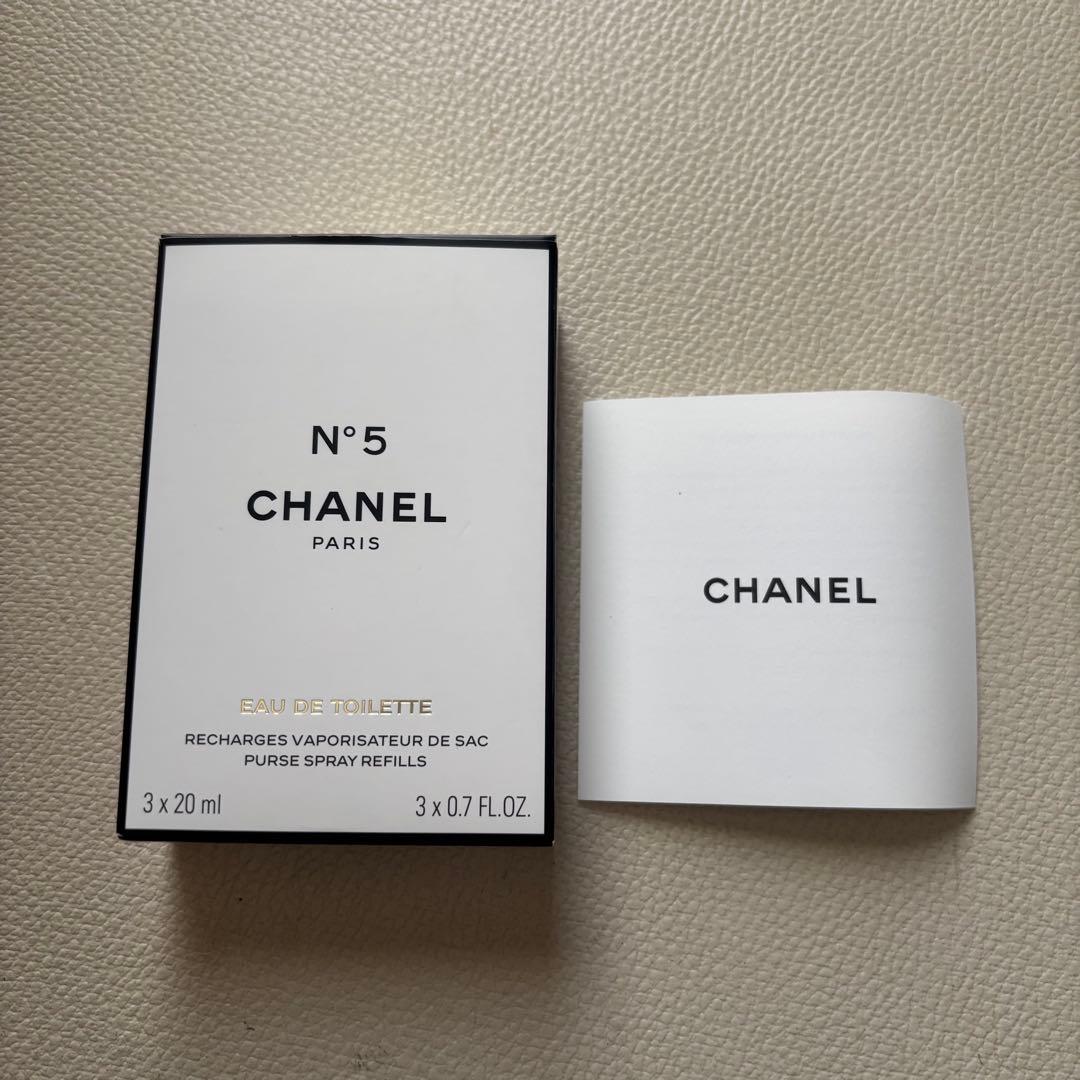 N°5
CHANEL
PARIS
EAU DE TOILETTE
RECHARGES VAPORISATEUR DE SAC
PURSE SPRAY REFILLS
3 x 20 ml
3 x 0.7 FL.OZ.
CHANEL